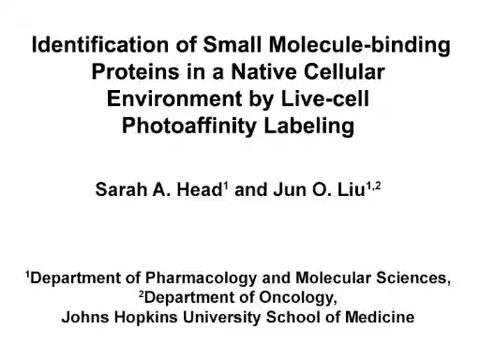 Identification of Small Molecule-binding
Proteins in a Native Cellular
Environment by Live-cell
Photoaffinity Labeling
Sarah A. Head¹ and Jun O. Liu¹,²
¹Department of Pharmacology and Molecular Sciences,
²Department of Oncology,
Johns Hopkins University School of Medicine